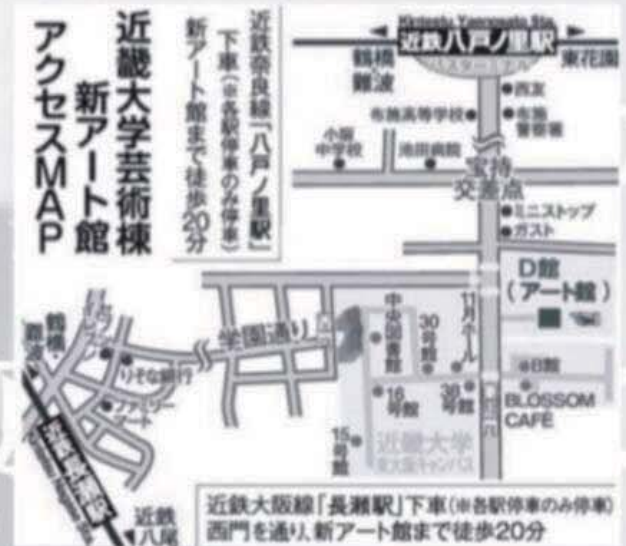 近畿大学芸術棟
新アート館
アクセスMAP
近鉄奈良線「八戸ノ里駅」
下車(※各駅停車のみ停車)
新アート館まで徒歩20分
近鉄八戸ノ里駅
鶴橋・
難波
東花園
バスターミナル
西友
布施高等学校
布施
警察署
小阪
中学校
池田病院
宝持
交差点
ミニストップ
ガスト
D館
(アート館)
学園通り
中央図書館
30号館
11月ホール
B館
BLOSSOM
CAFÉ
16
号館
38
号館
15
号館
近畿大学
東大阪キャンパス
鶴橋・
難波
りそな銀行
ファミリー
マート
近鉄
八尾
近鉄大阪線「長瀬駅」下車(※各駅停車のみ停車)
西門を通り、新アート館まで徒歩20分